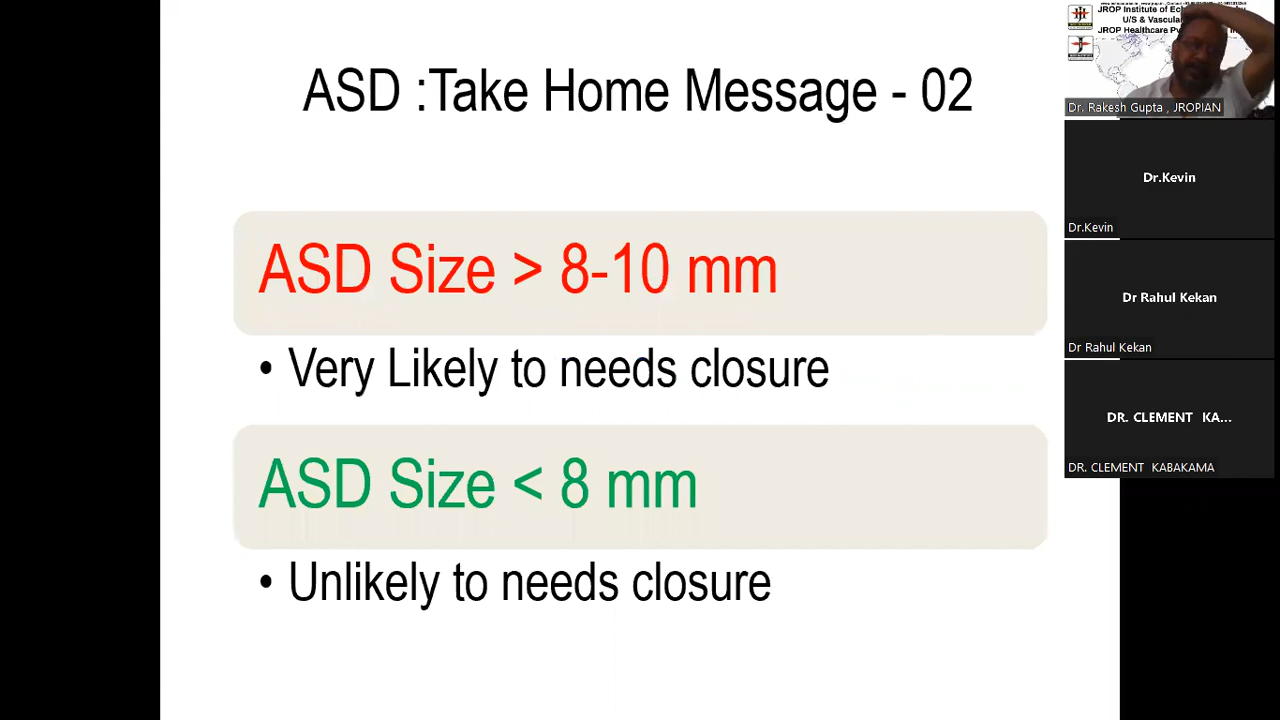 ASD :Take Home Message - 02
ASD Size > 8-10 mm
• Very Likely to needs closure
ASD Size < 8 mm
• Unlikely to needs closure
JROP Institute of
U/S & Vascula
JROP Healthcare
Dr. Rakesh Gupta , JROPIAN
Dr.Kevin
Dr.Kevin
Dr Rahul Kekan
Dr Rahul Kekan
DR. CLEMENT KA...
DR. CLEMENT KABAKAMA